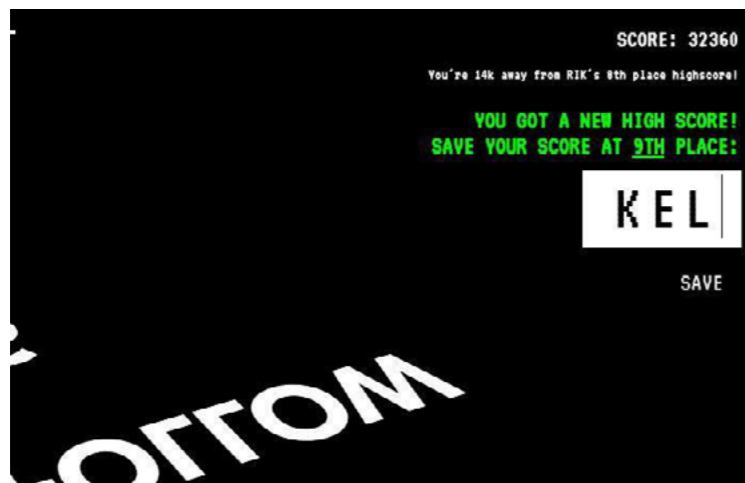 SCORE: 32360
You're 14k away from RIK's 8th place highscore!
YOU GOT A NEW HIGH SCORE!
SAVE YOUR SCORE AT 9TH PLACE:
KEL
SAVE